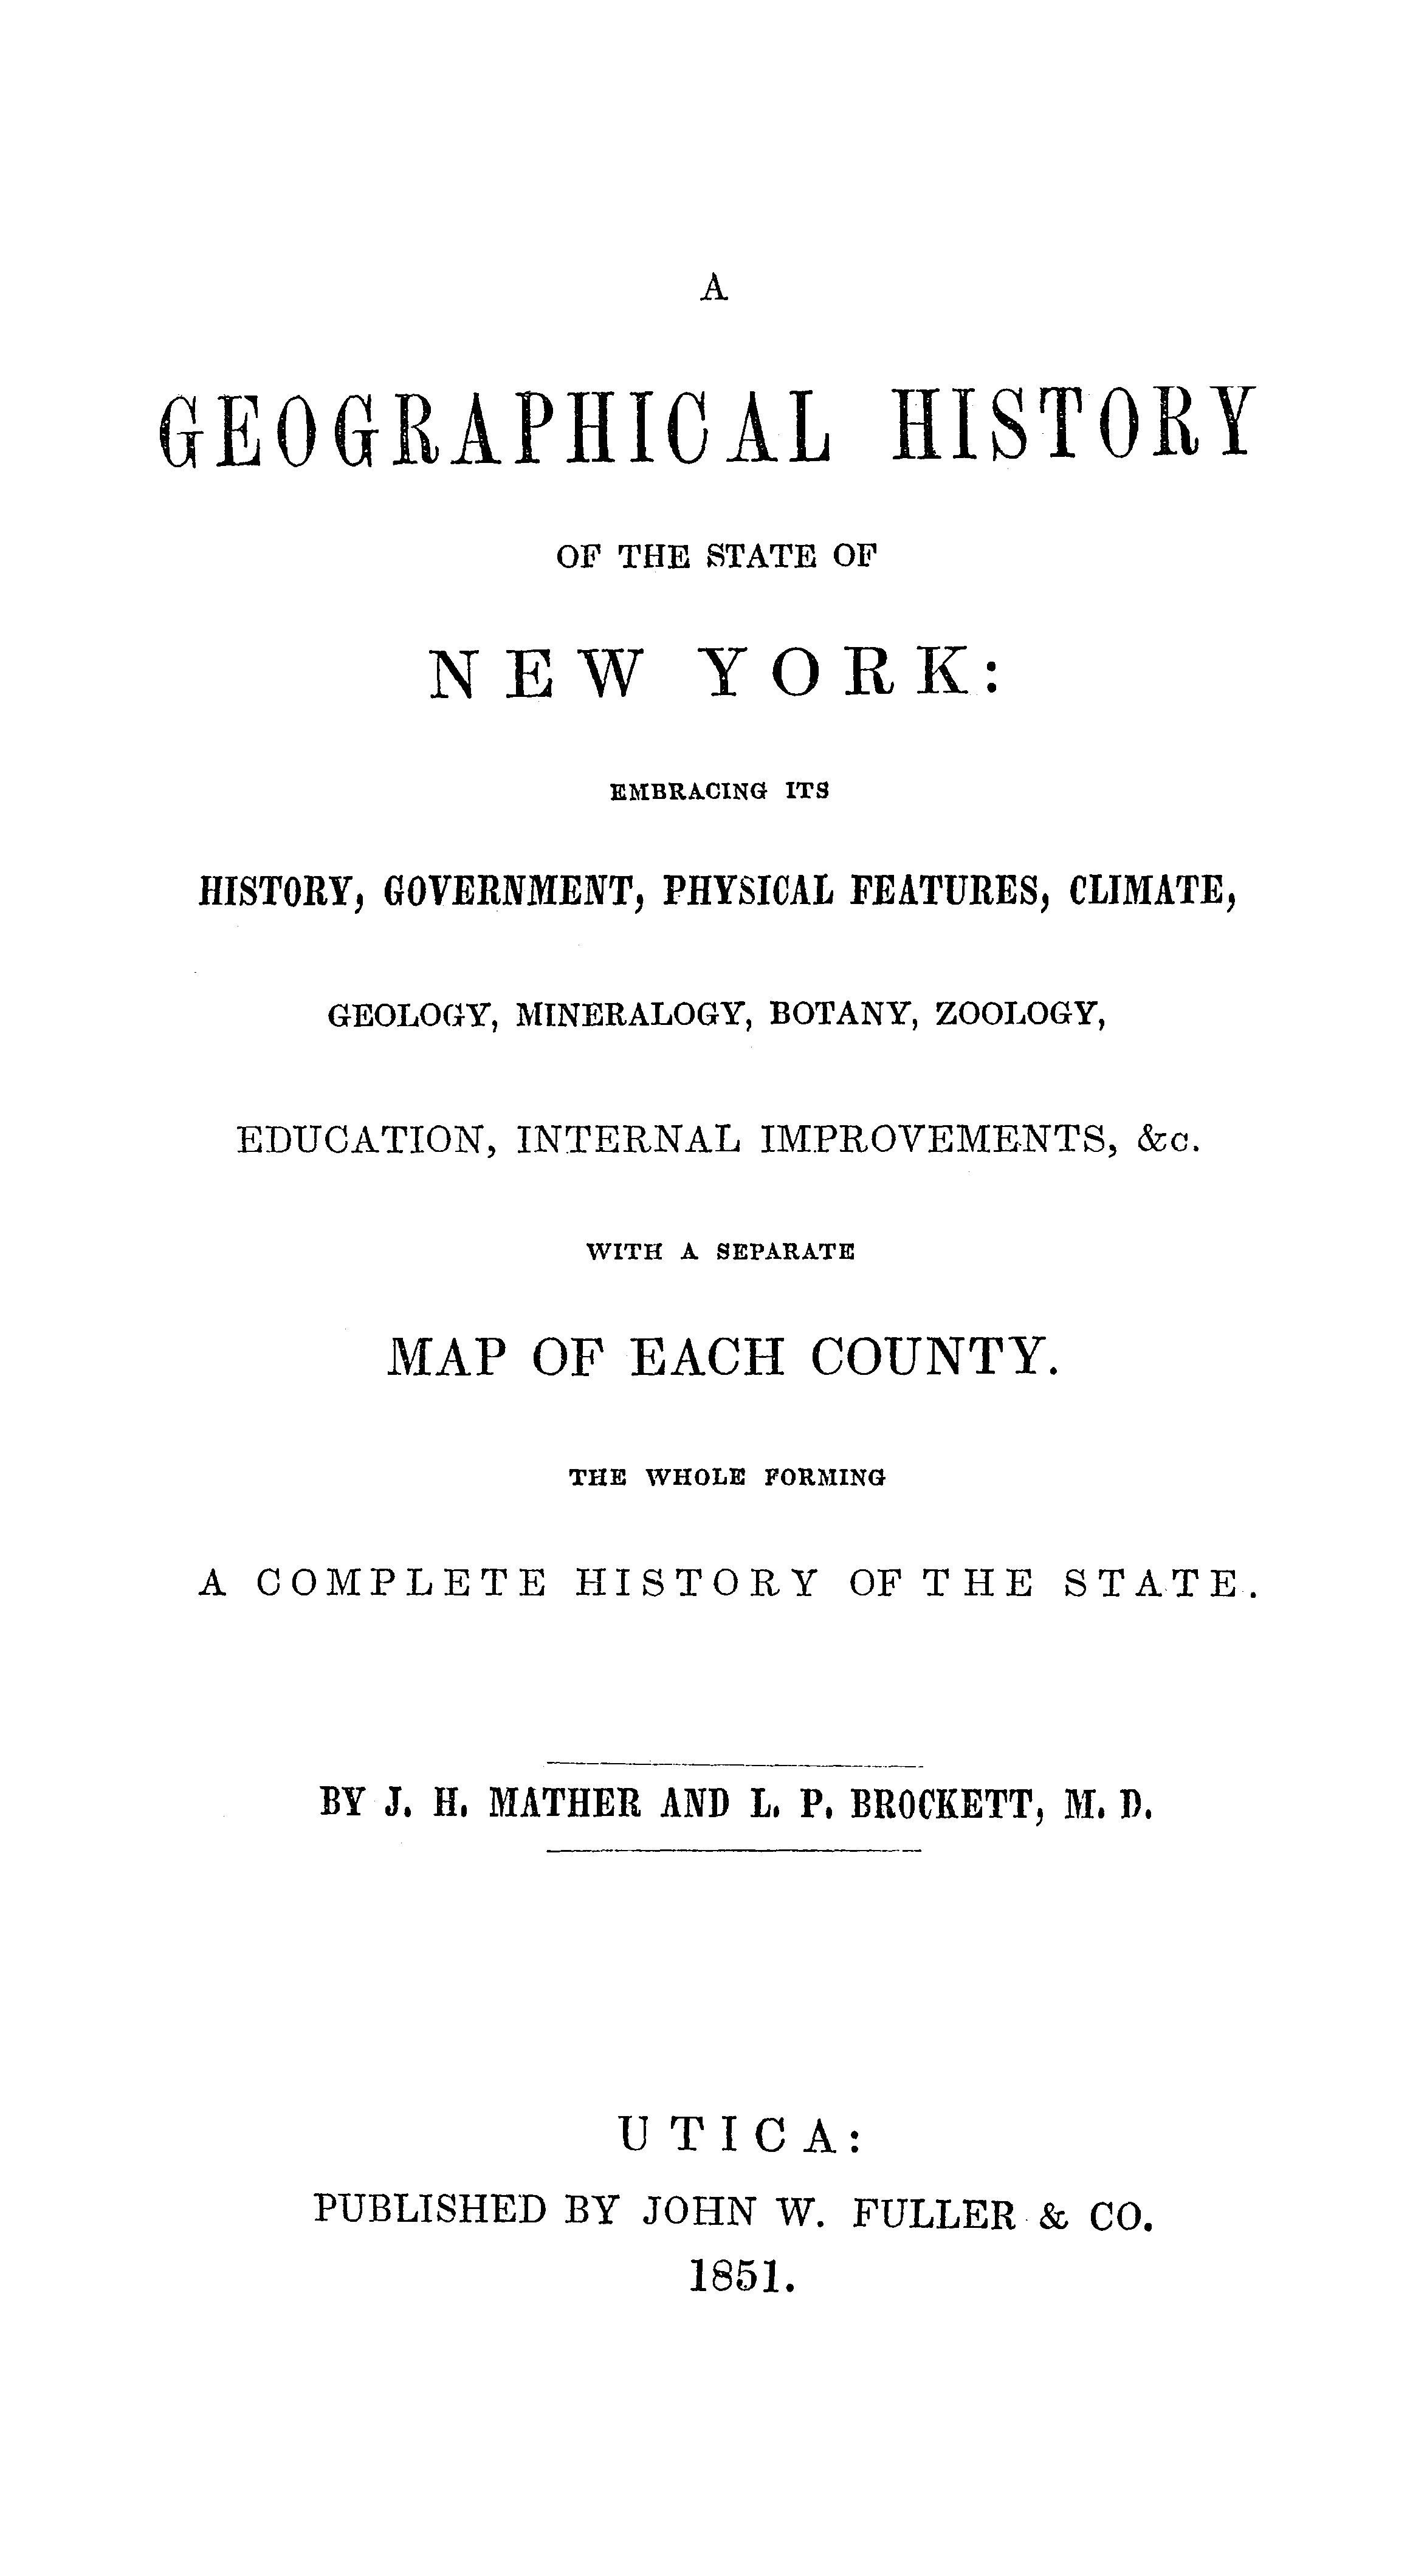 A
GEOGRAPHICAL HISTORY
OF THE STATE OF
NEW YORK:
EMBRACING ITS
HISTORY, GOVERNMENT, PHYSICAL FEATURES, CLIMATE,
GEOLOGY, MINERALOGY, BOTANY, ZOOLOGY,
EDUCATION, INTERNAL IMPROVEMENTS, &c.
WITH A SEPARATE
MAP OF EACH COUNTY.
THE WHOLE FORMING
A COMPLETE HISTORY OF THE STATE.
BY J. H. MATHER AND L. P. BROCKETT, M. D.
UTICA:
PUBLISHED BY JOHN W. FULLER & CO.
1851.